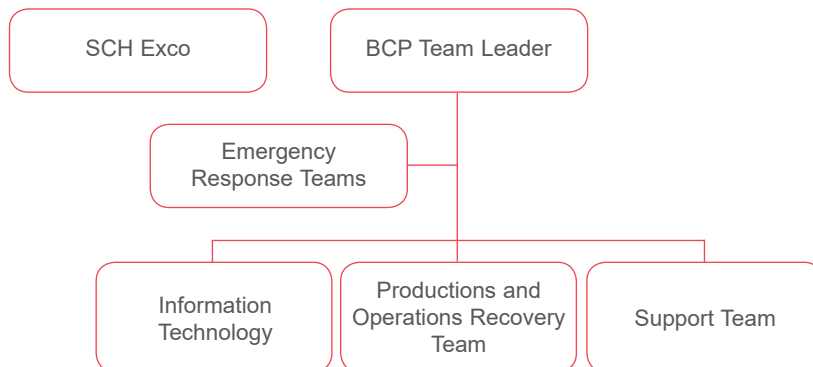 SCH Exco
BCP Team Leader
Emergency
Response Teams
Information
Technology
Productions and
Operations Recovery
Team
Support Team